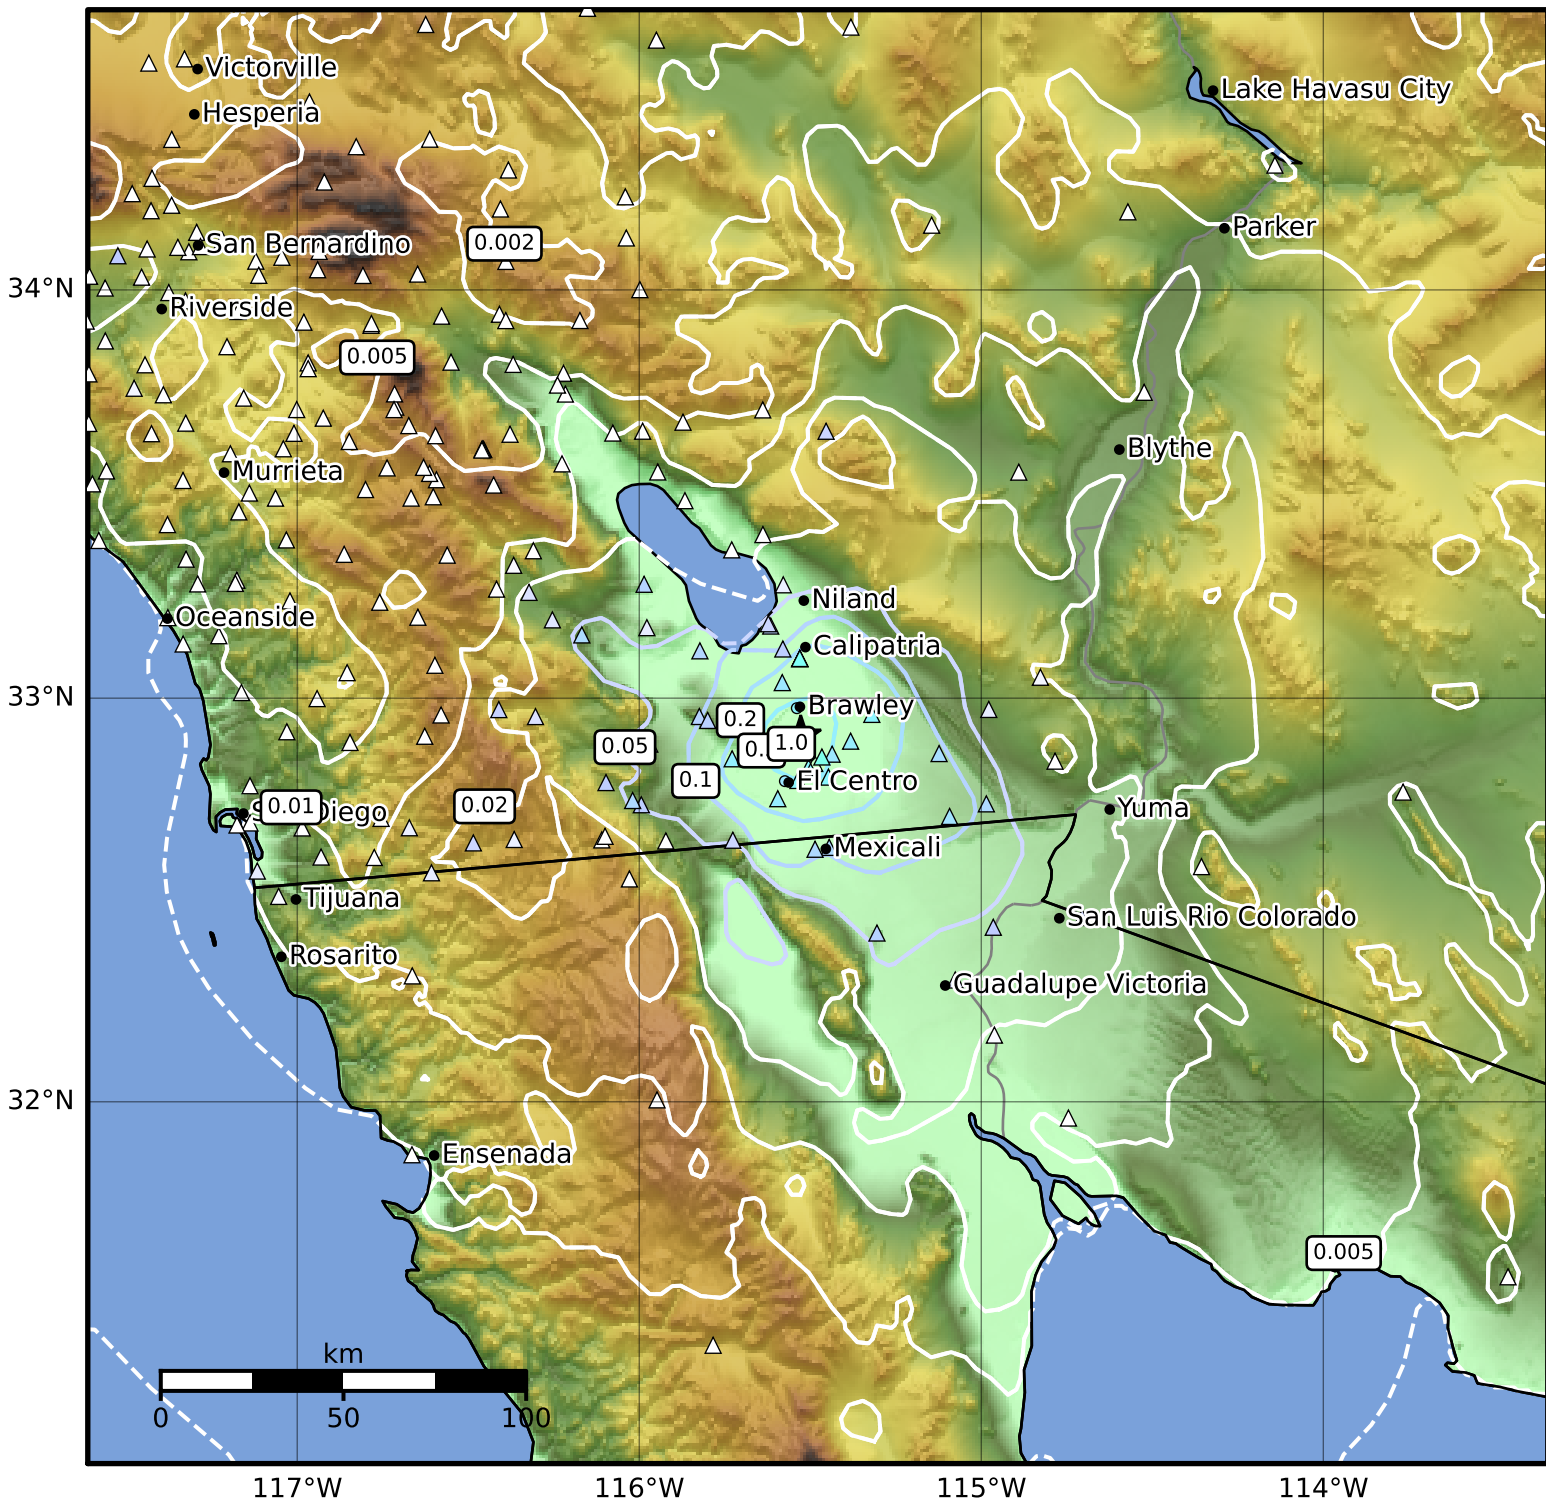 Victorville
Lake Havasu City
Hesperia
Parker
San Bernardino
0.002
34°N
Riverside
0.005
Blythe
Murrieta
Niland
Oceanside
Calipatria
33°N
Brawley
0.2
0.05
0.
1.0
0.1
El Centro
0.01
Diego
0.02
Yuma
Mexicali
Tijuana
San Luis Rio Colorado
Rosarito
Guadalupe Victoria
32°N
Ensenada
0.005
km
0 50 100
117°W 116°W 115°W 114°W